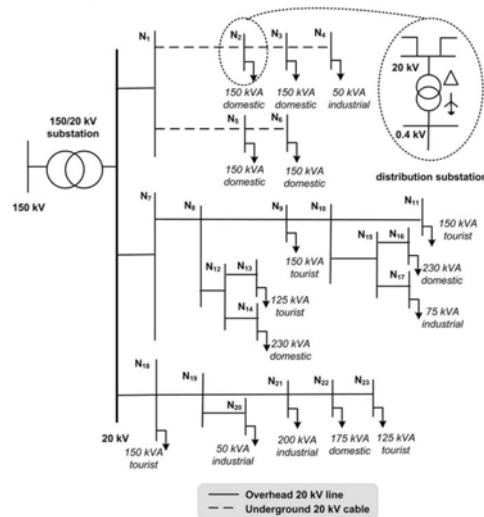 N1
N2
N3
N4
150 kVA
domestic
150 kVA
domestic
50 kVA
industrial
20 kV
0.4 kV
distribution substation
150/20 kV
substation
150 kV
N5
N6
150 kVA
domestic
150 kVA
domestic
N7
N8
N9
N10
N11
150 kVA
tourist
150 kVA
tourist
N12
N13
125 kVA
tourist
N14
230 kVA
domestic
N15
N16
230 kVA
domestic
N17
75 kVA
industrial
N18
N19
N20
N21
N22
N23
20 kV
150 kVA
tourist
50 kVA
industrial
200 kVA
industrial
175 kVA
domestic
125 kVA
tourist
Overhead 20 kV line
Underground 20 kV cable